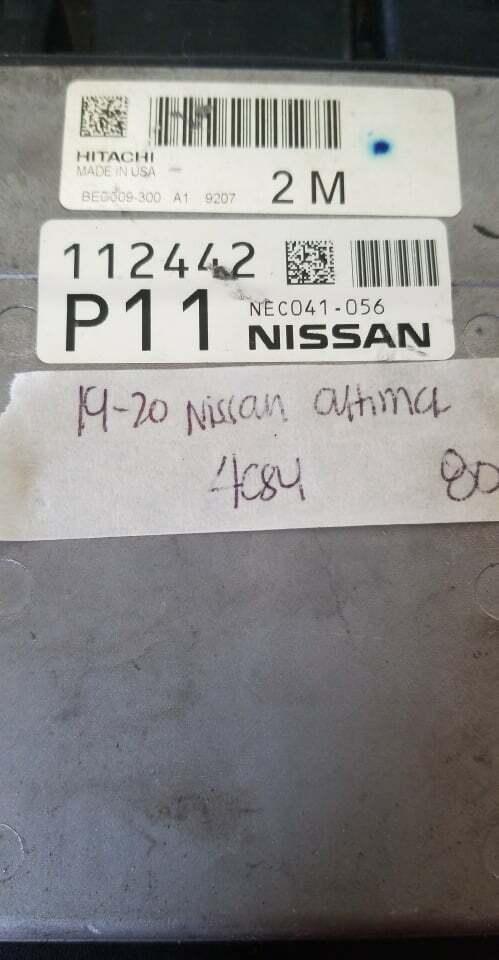 HITACHI
MADE IN USA
BE0009-300 A1 9207 2 M
112442
P11 NEC041-056
NISSAN
19-20 Nissan altima
4C84 80